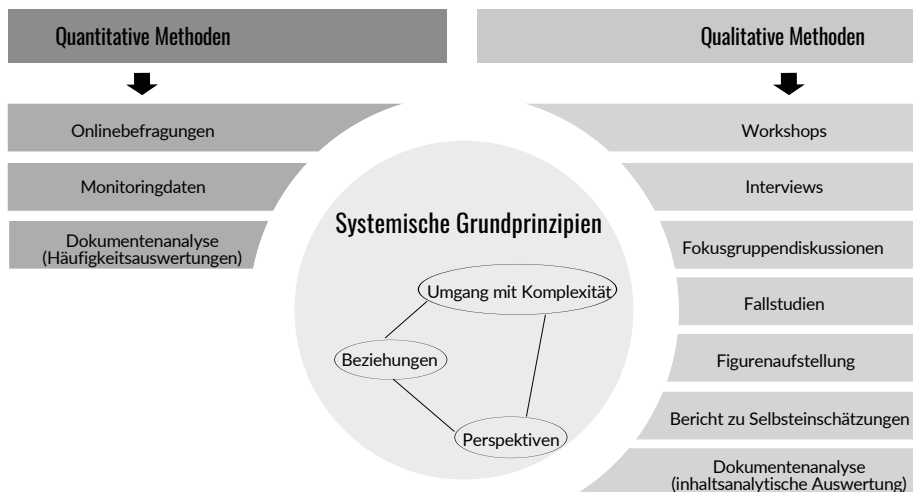 Quantitative Methoden
Onlinebefragungen
Monitoringdaten
Dokumentenanalyse
(Häufigkeitsauswertungen)
Systemische Grundprinzipien
Umgang mit Komplexität
Beziehungen
Perspektiven
Qualitative Methoden
Workshops
Interviews
Fokusgruppendiskussionen
Fallstudien
Figurenaufstellung
Bericht zu Selbsteinschätzungen
Dokumentenanalyse
(inhaltsanalytische Auswertung)